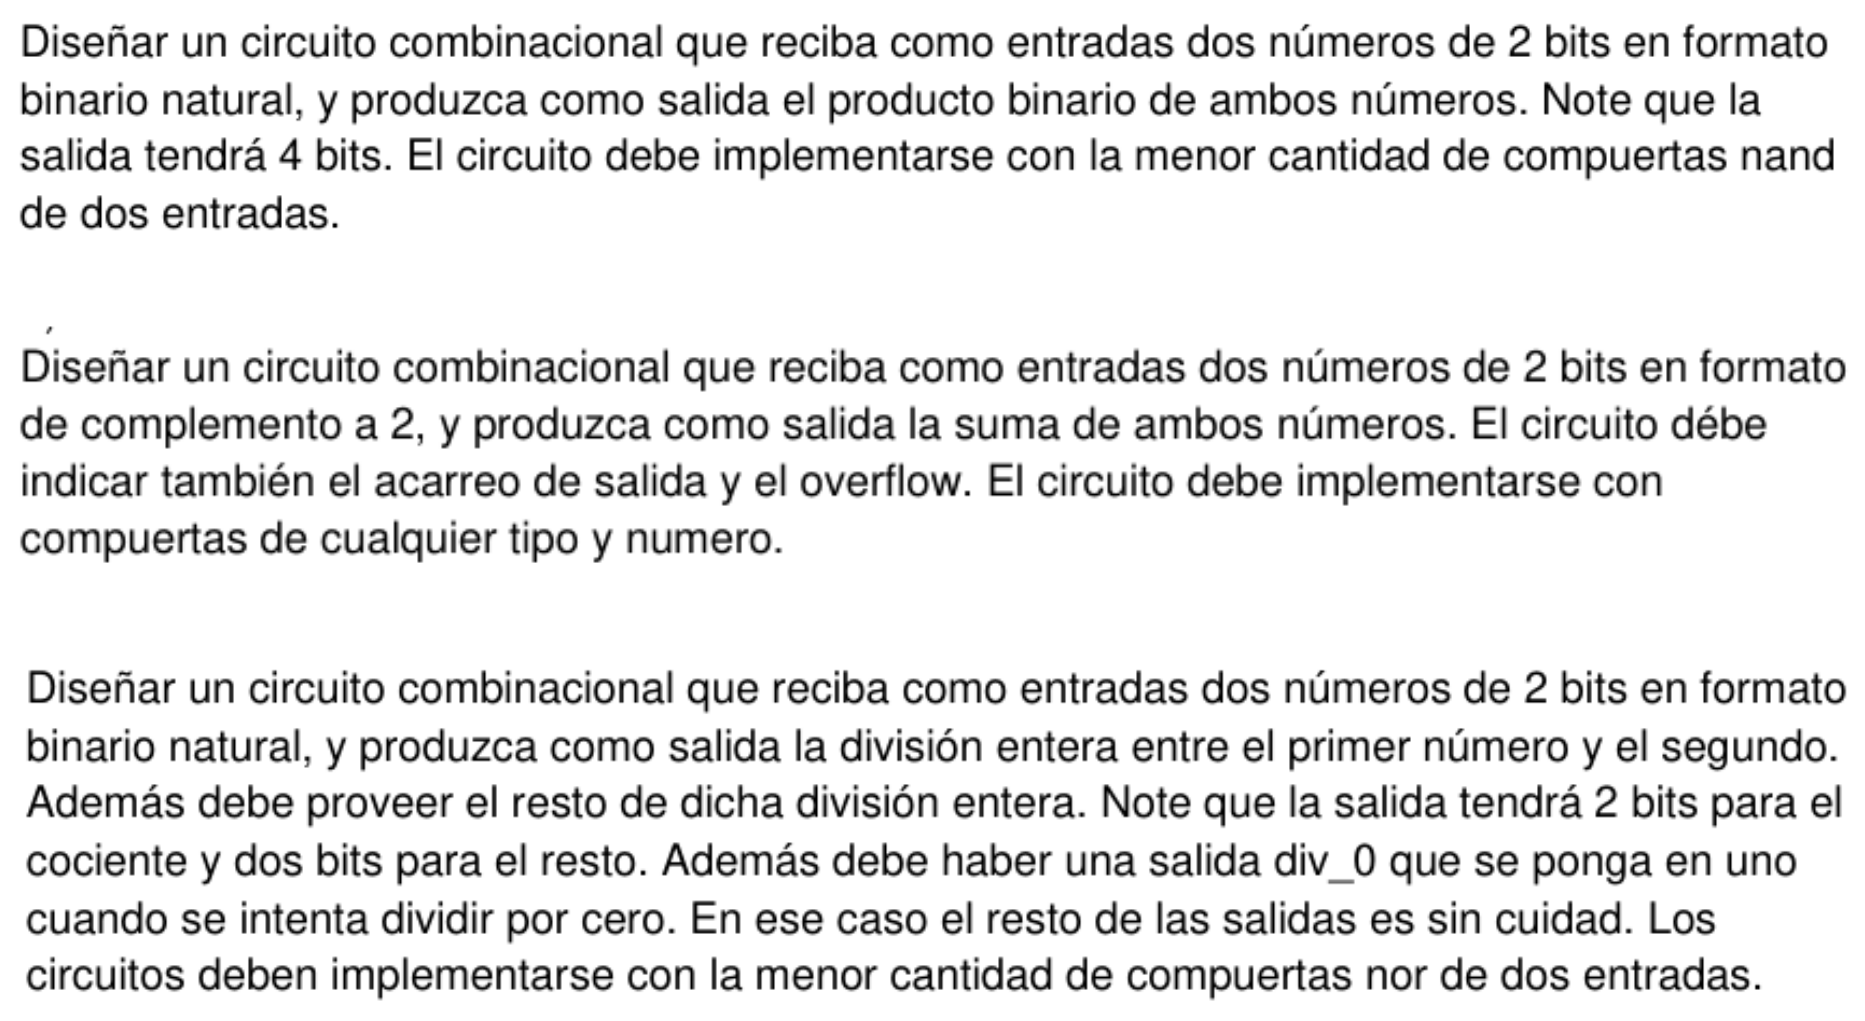 Diseñar un circuito combinacional que reciba como entradas dos números de 2 bits en formato
binario natural, y produzca como salida el producto binario de ambos números. Note que la
salida tendrá 4 bits. El circuito debe implementarse con la menor cantidad de compuertas nand
de dos entradas.
Diseñar un circuito combinacional que reciba como entradas dos números de 2 bits en formato
de complemento a 2, y produzca como salida la suma de ambos números. El circuito débe
indicar también el acarreo de salida y el overflow. El circuito debe implementarse con
compuertas de cualquier tipo y numero.
Diseñar un circuito combinacional que reciba como entradas dos números de 2 bits en formato
binario natural, y produzca como salida la división entera entre el primer número y el segundo.
Además debe proveer el resto de dicha división entera. Note que la salida tendrá 2 bits para el
cociente y dos bits para el resto. Además debe haber una salida div_0 que se ponga en uno
cuando se intenta dividir por cero. En ese caso el resto de las salidas es sin cuidad. Los
circuitos deben implementarse con la menor cantidad de compuertas nor de dos entradas.